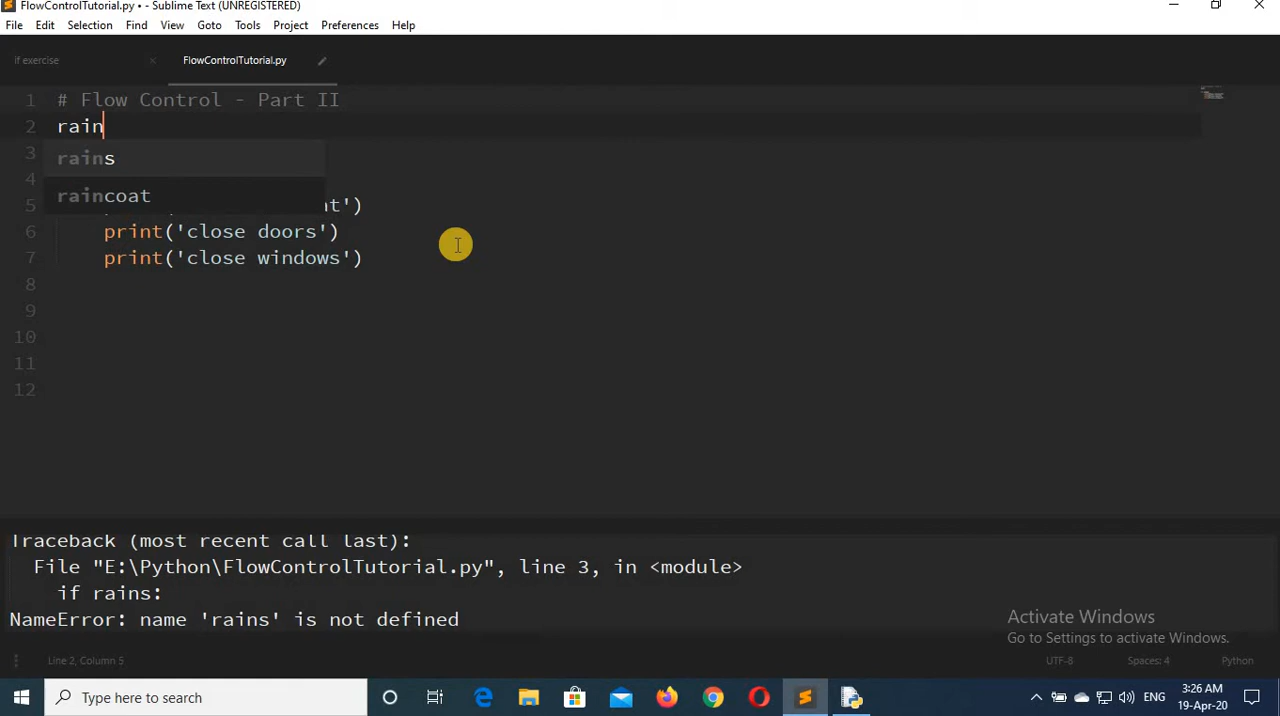 FlowControlTutorial.py • - Sublime Text (UNREGISTERED)
File Edit Selection Find View Goto Tools Project Preferences Help
If exercise × FlowControlTutorial.py
1 # Flow Control - Part II
2 rain
3 rains
4 raincoat
5 t')
6 print('close doors')
7 print('close windows')
8
9
10
11
12
Traceback (most recent call last):
File "E:\Python\FlowControlTutorial.py", line 3, in <module>
if rains:
NameError: name 'rains' is not defined
Activate Windows
Go to Settings to activate Windows.
Line 2, Column 5 UTF-8 Spaces: 4 Python
Type here to search ENG 3:26 AM
19-Apr-20